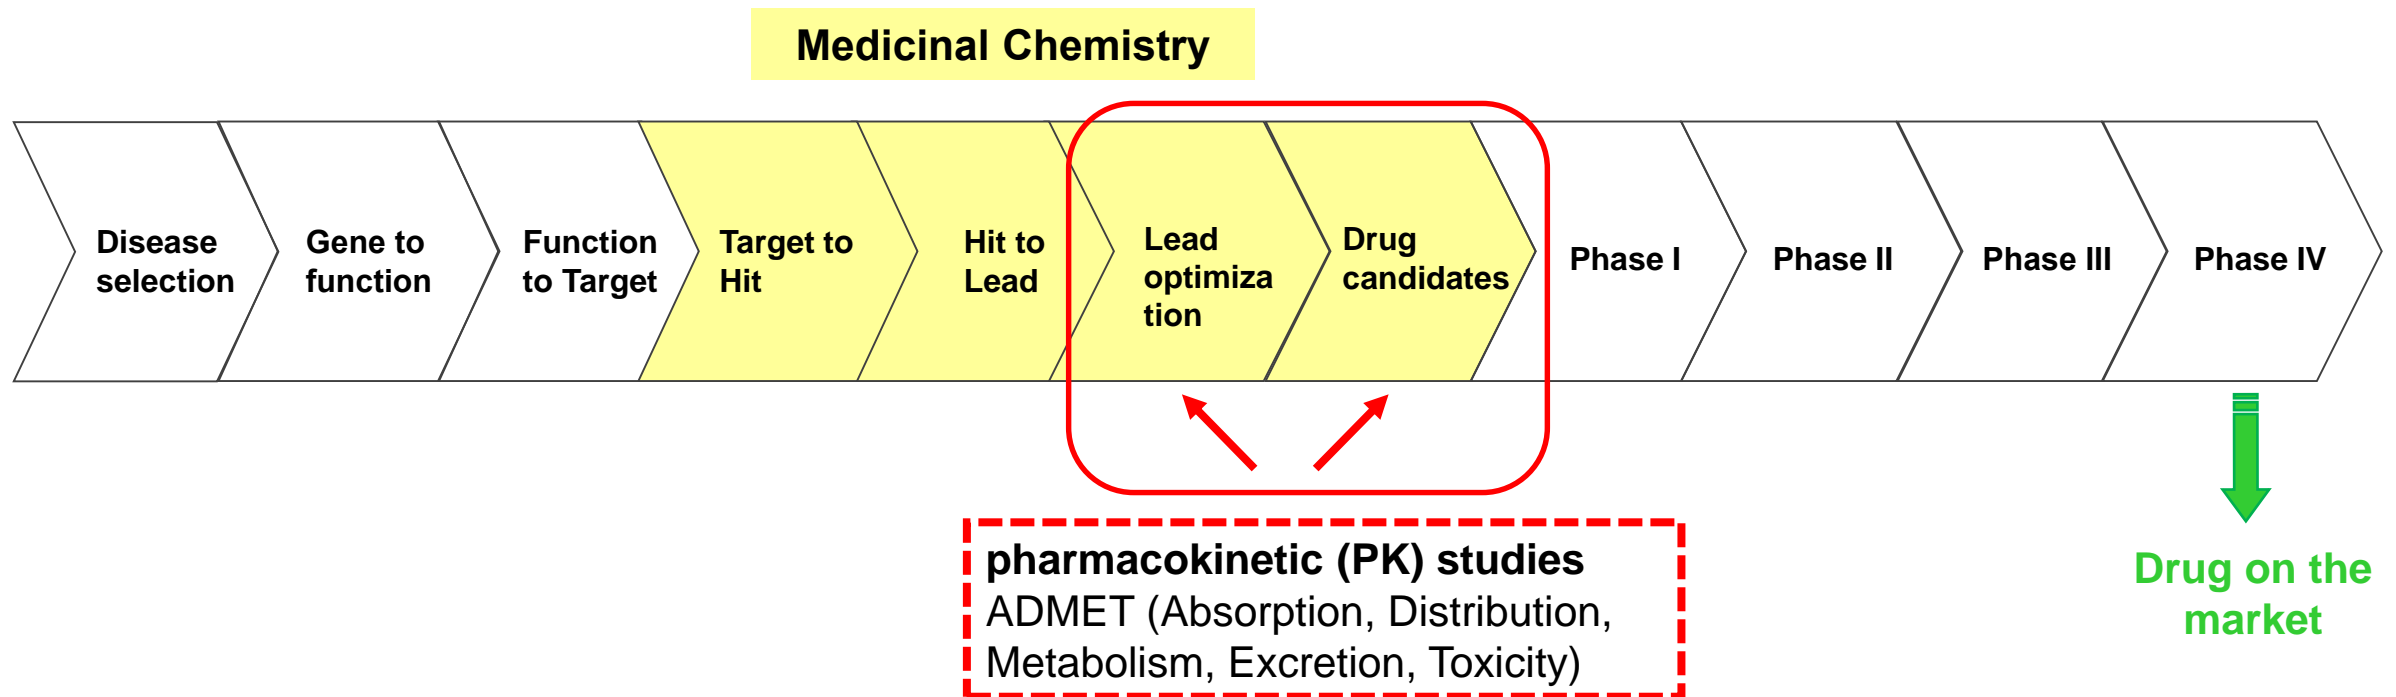 Medicinal Chemistry
Disease
selection
Gene to
function
Function
to Target
Target to
Hit
Hit to
Lead
Lead
optimiza
tion
Drug
candidates
Phase I
Phase II
Phase III
Phase IV
pharmacokinetic (PK) studies
ADMET (Absorption, Distribution,
Metabolism, Excretion, Toxicity)
Drug on the
market